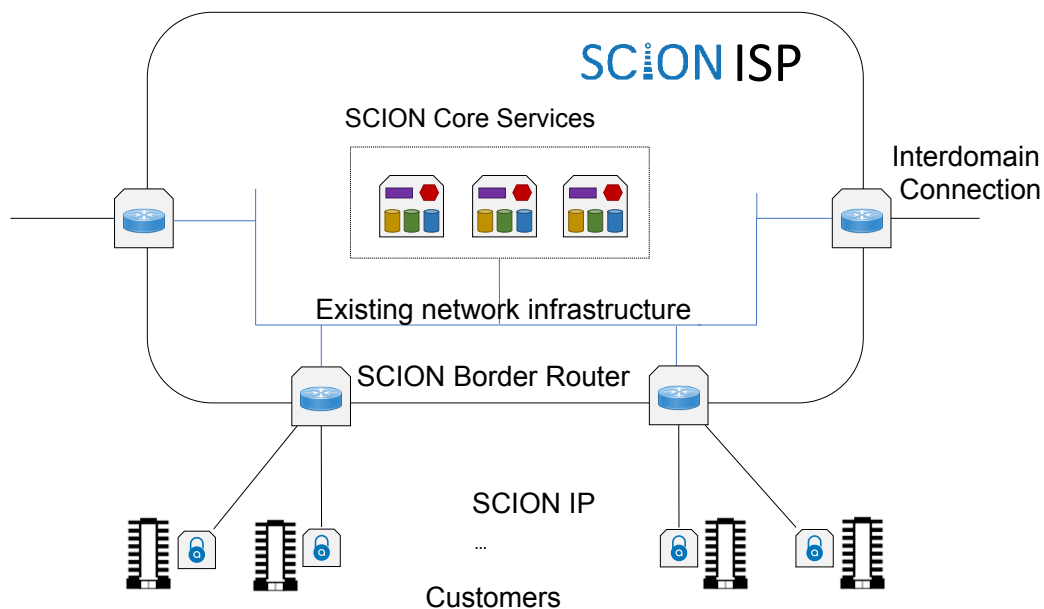 SCION ISP
SCION Core Services
Interdomain
Connection
Existing network infrastructure
SCION Border Router
SCION IP
...
a a a a
Customers